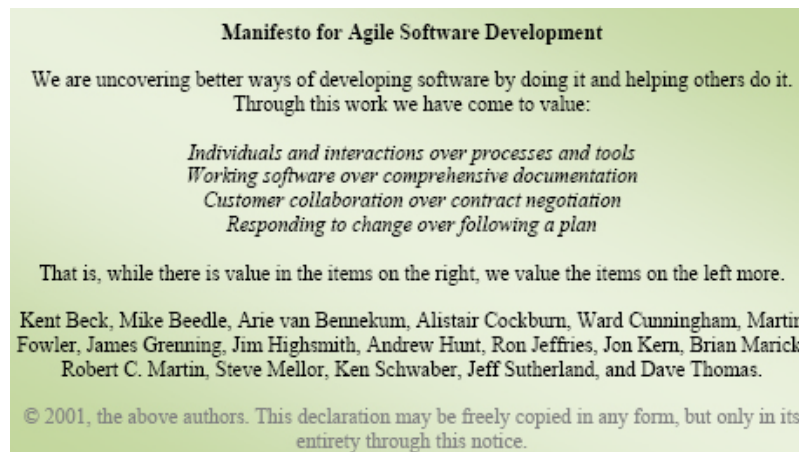 Manifesto for Agile Software Development
We are uncovering better ways of developing software by doing it and helping others do it.
Through this work we have come to value:
Individuals and interactions over processes and tools
Working software over comprehensive documentation
Customer collaboration over contract negotiation
Responding to change over following a plan
That is, while there is value in the items on the right, we value the items on the left more.
Kent Beck, Mike Beedle, Arie van Bennekum, Alistair Cockburn, Ward Cunningham, Martin
Fowler, James Grenning, Jim Highsmith, Andrew Hunt, Ron Jeffries, Jon Kern, Brian Marick
Robert C. Martin, Steve Mellor, Ken Schwaber, Jeff Sutherland, and Dave Thomas.
© 2001, the above authors. This declaration may be freely copied in any form, but only in its
entirety through this notice.